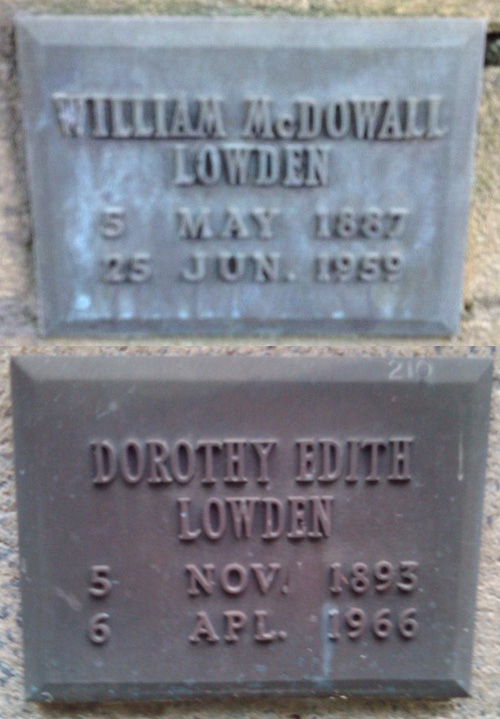 WILLIAM McDOWALL
LOWDEN
5 MAY 1887
25 JUN. 1959
210
DOROTHY EDITH
LOWDEN
5 NOV. 1893
6 APL. 1966